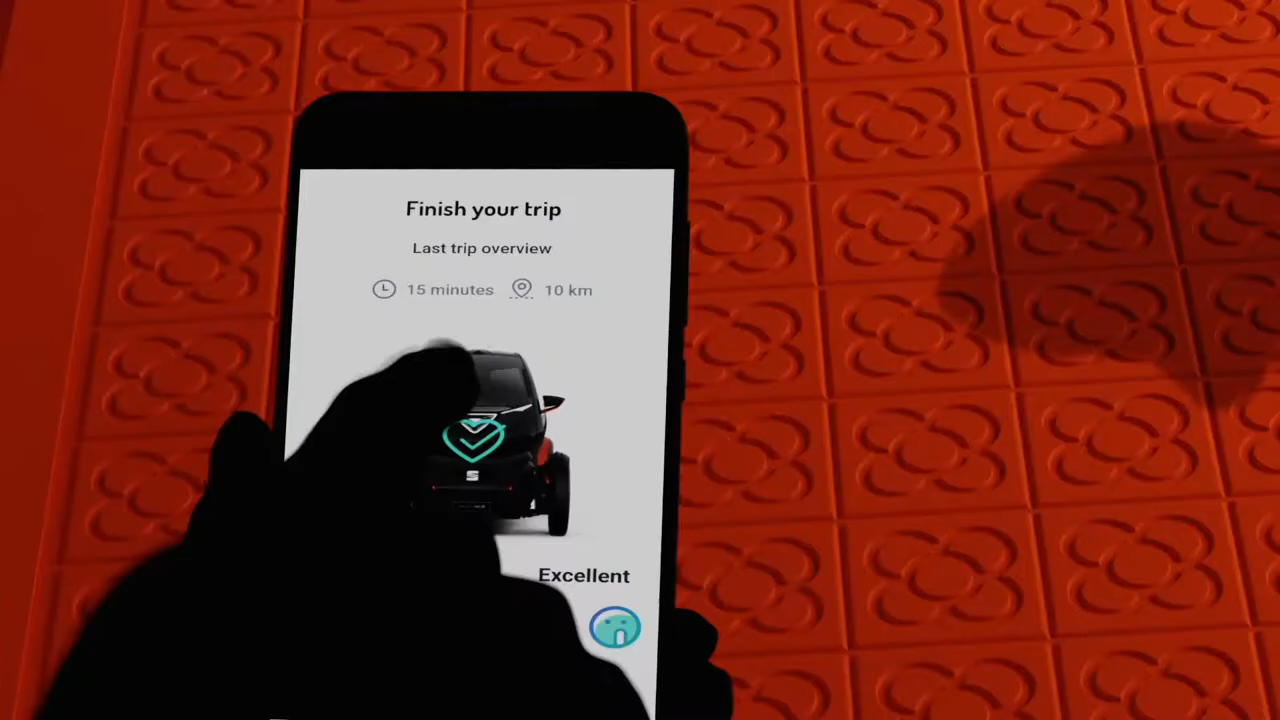 Finish your trip
Last trip overview
15 minutes 10 km
Excellent